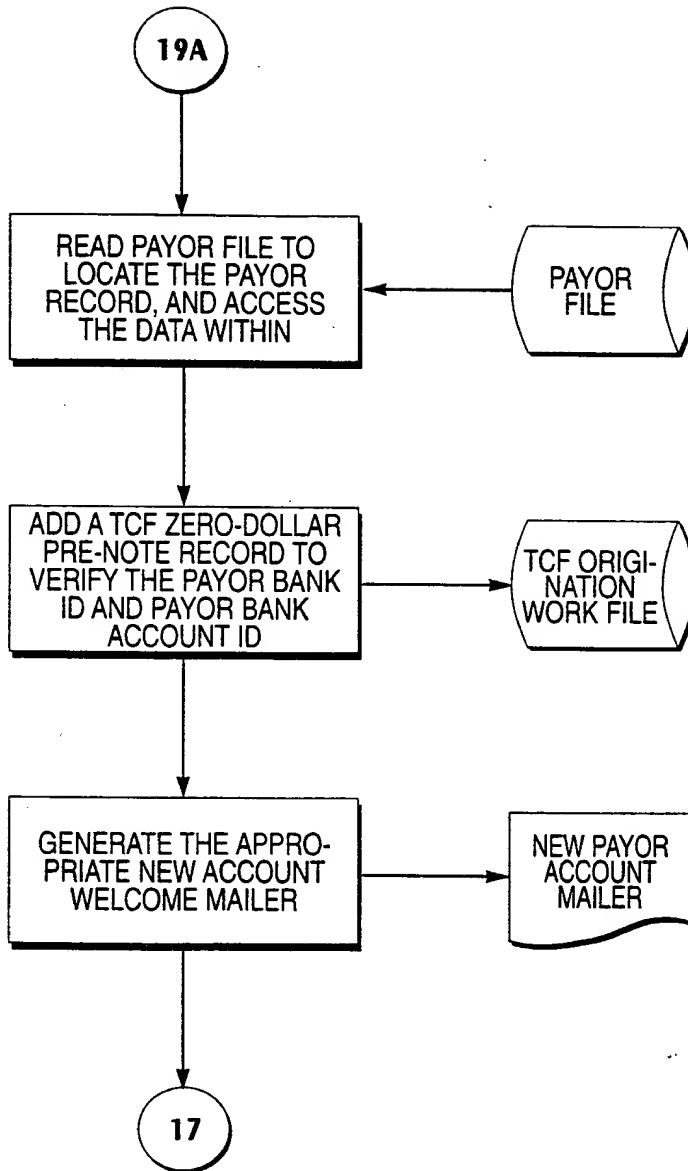 19A
READ PAYOR FILE TO
LOCATE THE PAYOR
RECORD, AND ACCESS
THE DATA WITHIN
PAYOR
FILE
ADD A TCF ZERO-DOLLAR
PRE-NOTE RECORD TO
VERIFY THE PAYOR BANK
ID AND PAYOR BANK
ACCOUNT ID
TCF ORIGI-
NATION
WORK FILE
GENERATE THE APPRO-
PRIATE NEW ACCOUNT
WELCOME MAILER
NEW PAYOR
ACCOUNT
MAILER
17